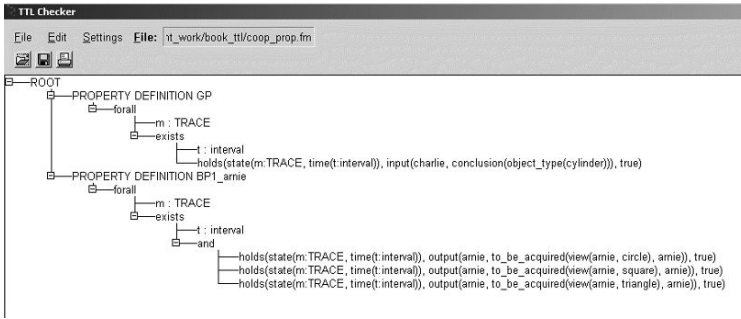 TTL Checker
File Edit Settings File: nt_work/book_ttl/coop_prop.fm
ROOT
PROPERTY DEFINITION GP
forall
m : TRACE
exists
t : interval
holds(state(m:TRACE, time(t:interval)), input(charlie, conclusion(object_type(cylinder))), true)
PROPERTY DEFINITION BP1_arnie
forall
m : TRACE
exists
t : interval
and
holds(state(m:TRACE, time(t:interval)), output(arnie, to_be_acquired(view(arnie, circle), arnie)), true)
holds(state(m:TRACE, time(t:interval)), output(arnie, to_be_acquired(view(arnie, square), arnie)), true)
holds(state(m:TRACE, time(t:interval)), output(arnie, to_be_acquired(view(arnie, triangle), arnie)), true)